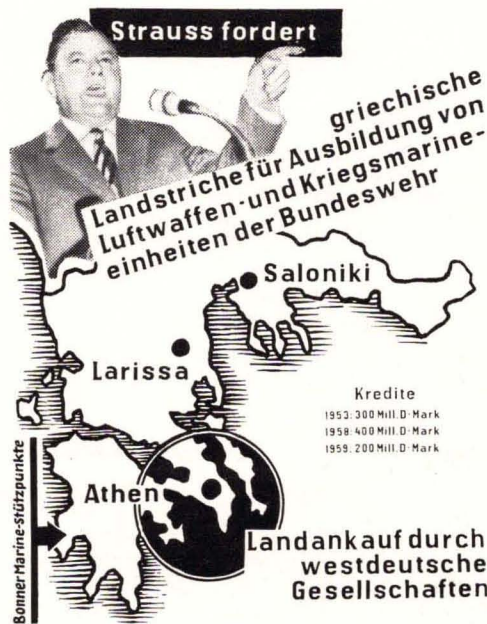 Strauss fordert
griechische
Landstriche für Ausbildung von
Luftwaffen-und Kriegsmarine-
einheiten der Bundeswehr
Saloniki
Larissa
Kredite
1953: 300 Mill. D-Mark
1958: 400 Mill. D-Mark
1959: 200 Mill. D-Mark
Athen
Bonner Marine-Stützpunkte
Landankauf durch
westdeutsche
Gesellschaften